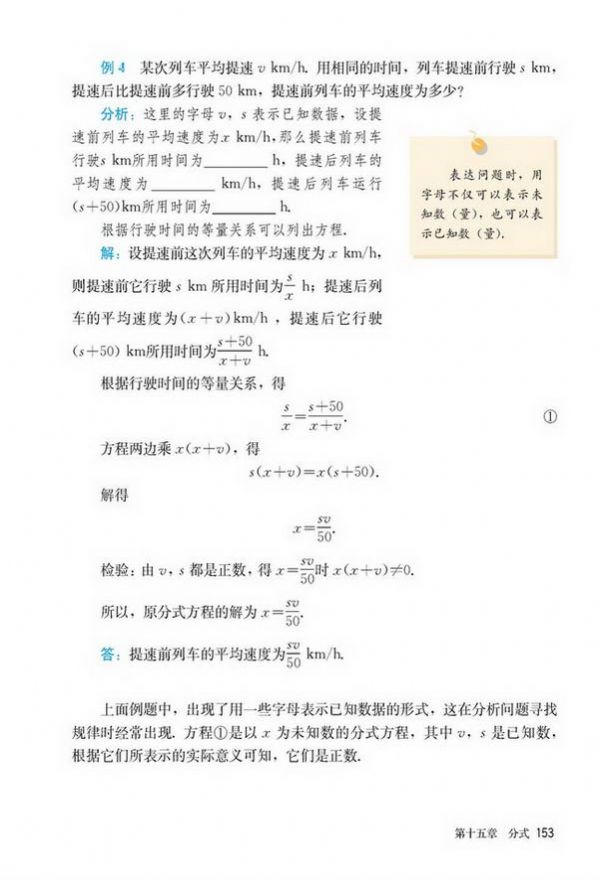 例 4 某次列车平均提速 v km/h. 用相同的时间，列车提速前行驶 s km，
提速后比提速前多行驶 50 km，提速前列车的平均速度为多少？
分析：这里的字母 v，s 表示已知数据，设提
速前列车的平均速度为x km/h，那么提速前列车
行驶s km所用时间为________ h，提速后列车的
平均速度为________ km/h，提速后列车运行
(s+50)km所用时间为________ h.
根据行驶时间的等量关系可以列出方程.
表达问题时，用
字母不仅可以表示未
知数（量），也可以表
示已知数（量）.
解：设提速前这次列车的平均速度为 x km/h，
则提速前它行驶 s km 所用时间为 s/x h；提速后列
车的平均速度为(x+v)km/h ，提速后它行驶
(s+50) km所用时间为 (s+50)/(x+v) h.
根据行驶时间的等量关系，得
s/x=(s+50)/(x+v). ①
方程两边乘 x(x+v)，得
s(x+v)=x(s+50).
解得
x=sv/50.
检验：由 v，s 都是正数，得 x=sv/50时 x(x+v)≠0.
所以，原分式方程的解为 x=sv/50.
答：提速前列车的平均速度为sv/50 km/h.
上面例题中，出现了用一些字母表示已知数据的形式，这在分析问题寻找
规律时经常出现. 方程①是以 x 为未知数的分式方程，其中 v，s 是已知数，
根据它们所表示的实际意义可知，它们是正数.
第十五章 分式 153